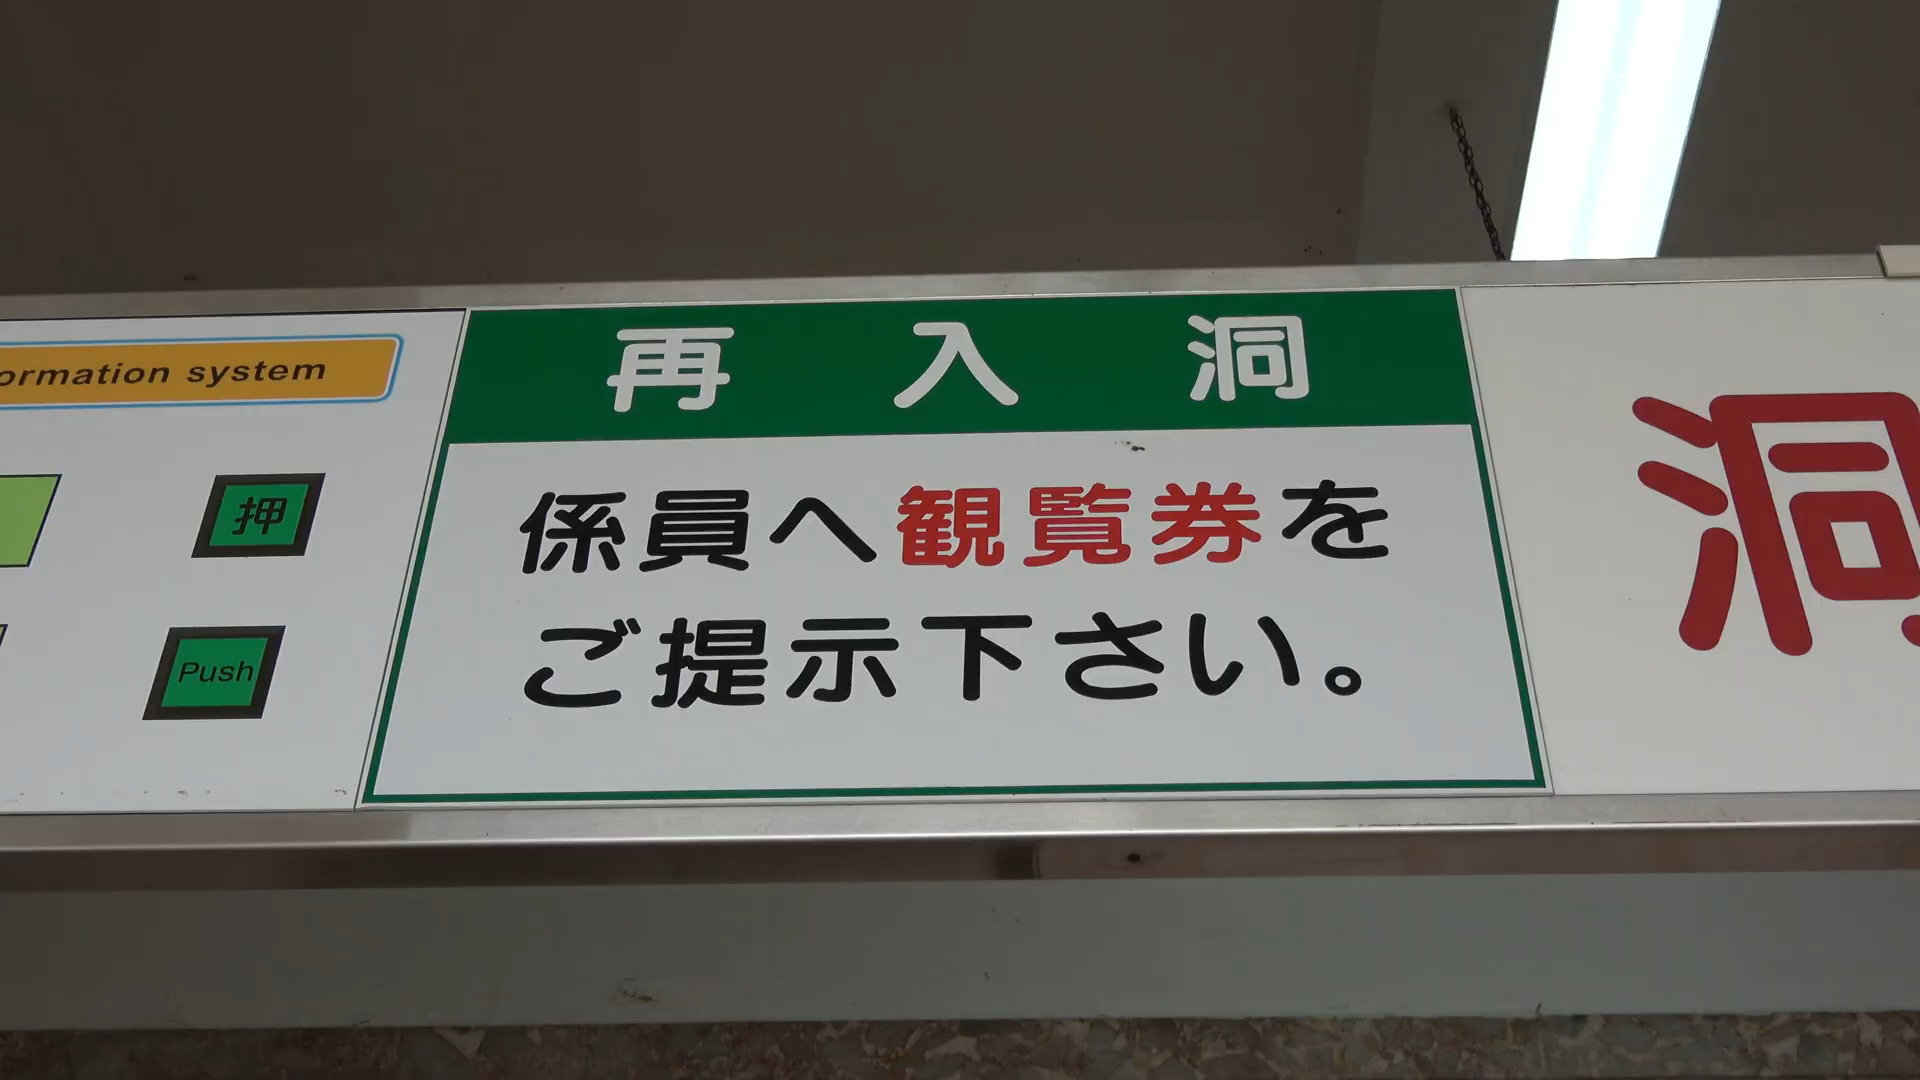 ormation system
押
Push
再入洞
係員へ観覧券を
ご提示下さい。
洞